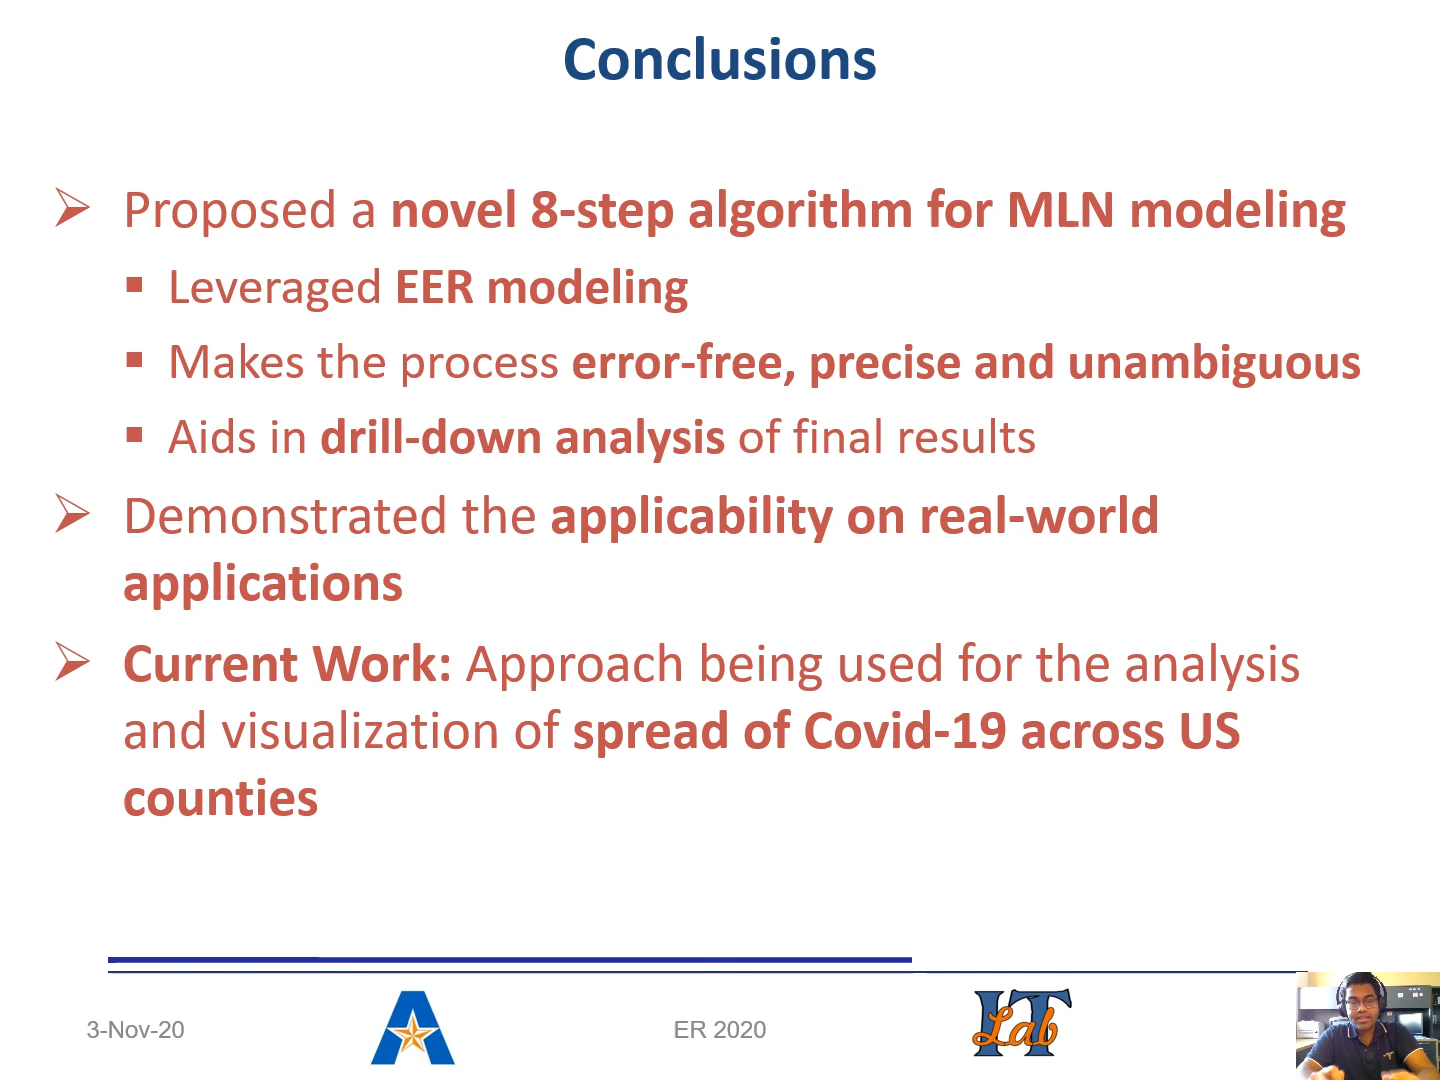 Conclusions
Proposed a novel 8-step algorithm for MLN modeling
Leveraged EER modeling
Makes the process error-free, precise and unambiguous
Aids in drill-down analysis of final results
Demonstrated the applicability on real-world
applications
Current Work: Approach being used for the analysis
and visualization of spread of Covid-19 across US
counties
3-Nov-20
A
ER 2020
IT
Lab